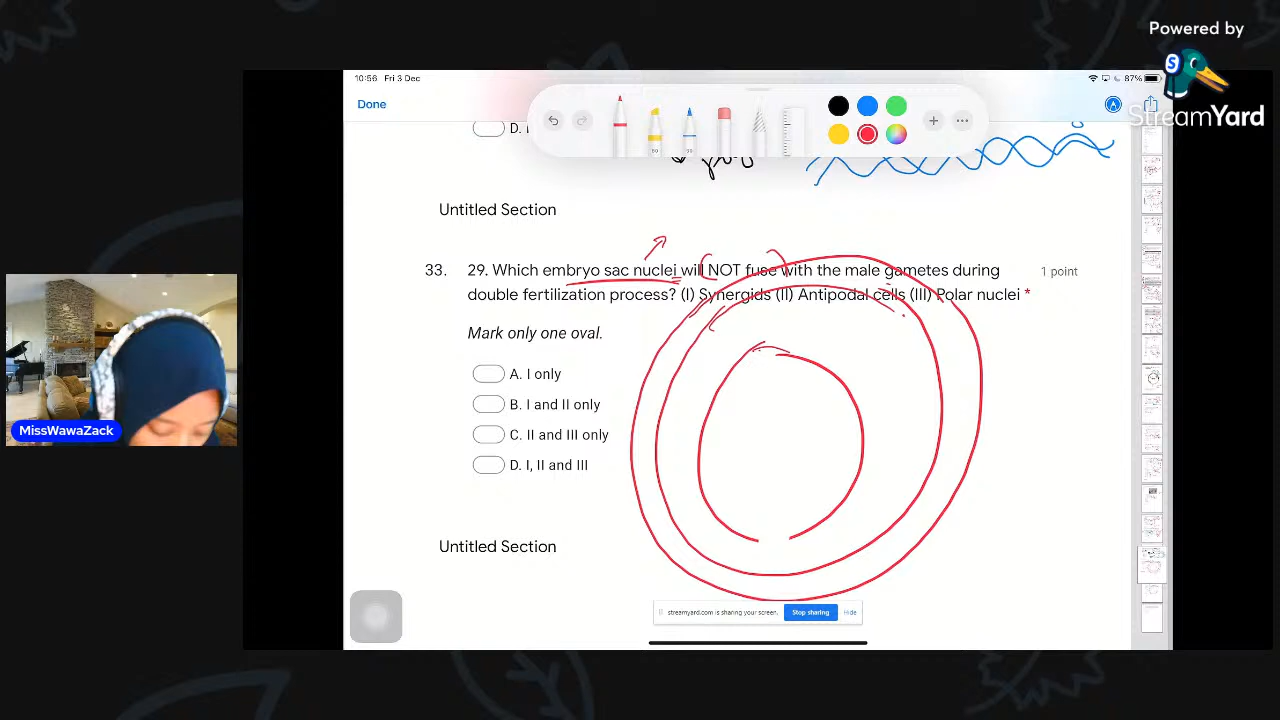 Powered by
StreamYard
10:56 Fri 3 Dec
87%
Done
D.
Untitled Section
33. 29. Which embryo sac nuclei will NOT fuse with the male gametes during 1 point
double fertilization process? (I) Synergids (II) Antipodal cells (III) Polar nuclei *
Mark only one oval.
A. I only
B. I and II only
C. II and III only
D. I, II and III
MissWawaZack
Untitled Section
streamyard.com is sharing your screen. Stop sharing Hide